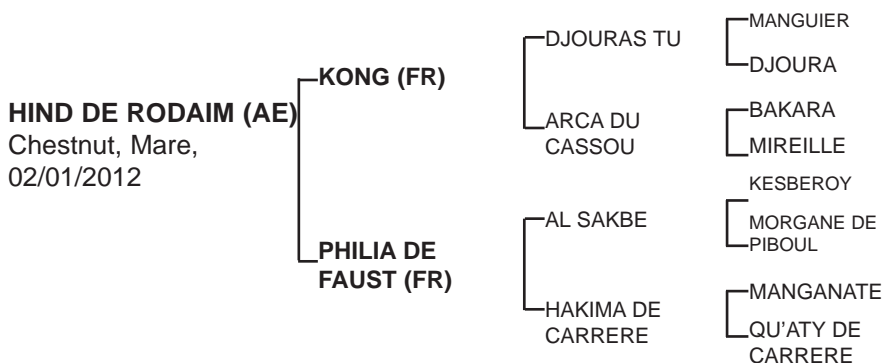 HIND DE RODAIM (AE)
Chestnut, Mare,
02/01/2012
KONG (FR)
PHILIA DE
FAUST (FR)
DJOURAS TU
ARCA DU
CASSOU
AL SAKBE
HAKIMA DE
CARRERE
MANGUIER
DJOURA
BAKARA
MIREILLE
KESBEROY
MORGANE DE
PIBOUL
MANGANATE
QU'ATY DE
CARRERE